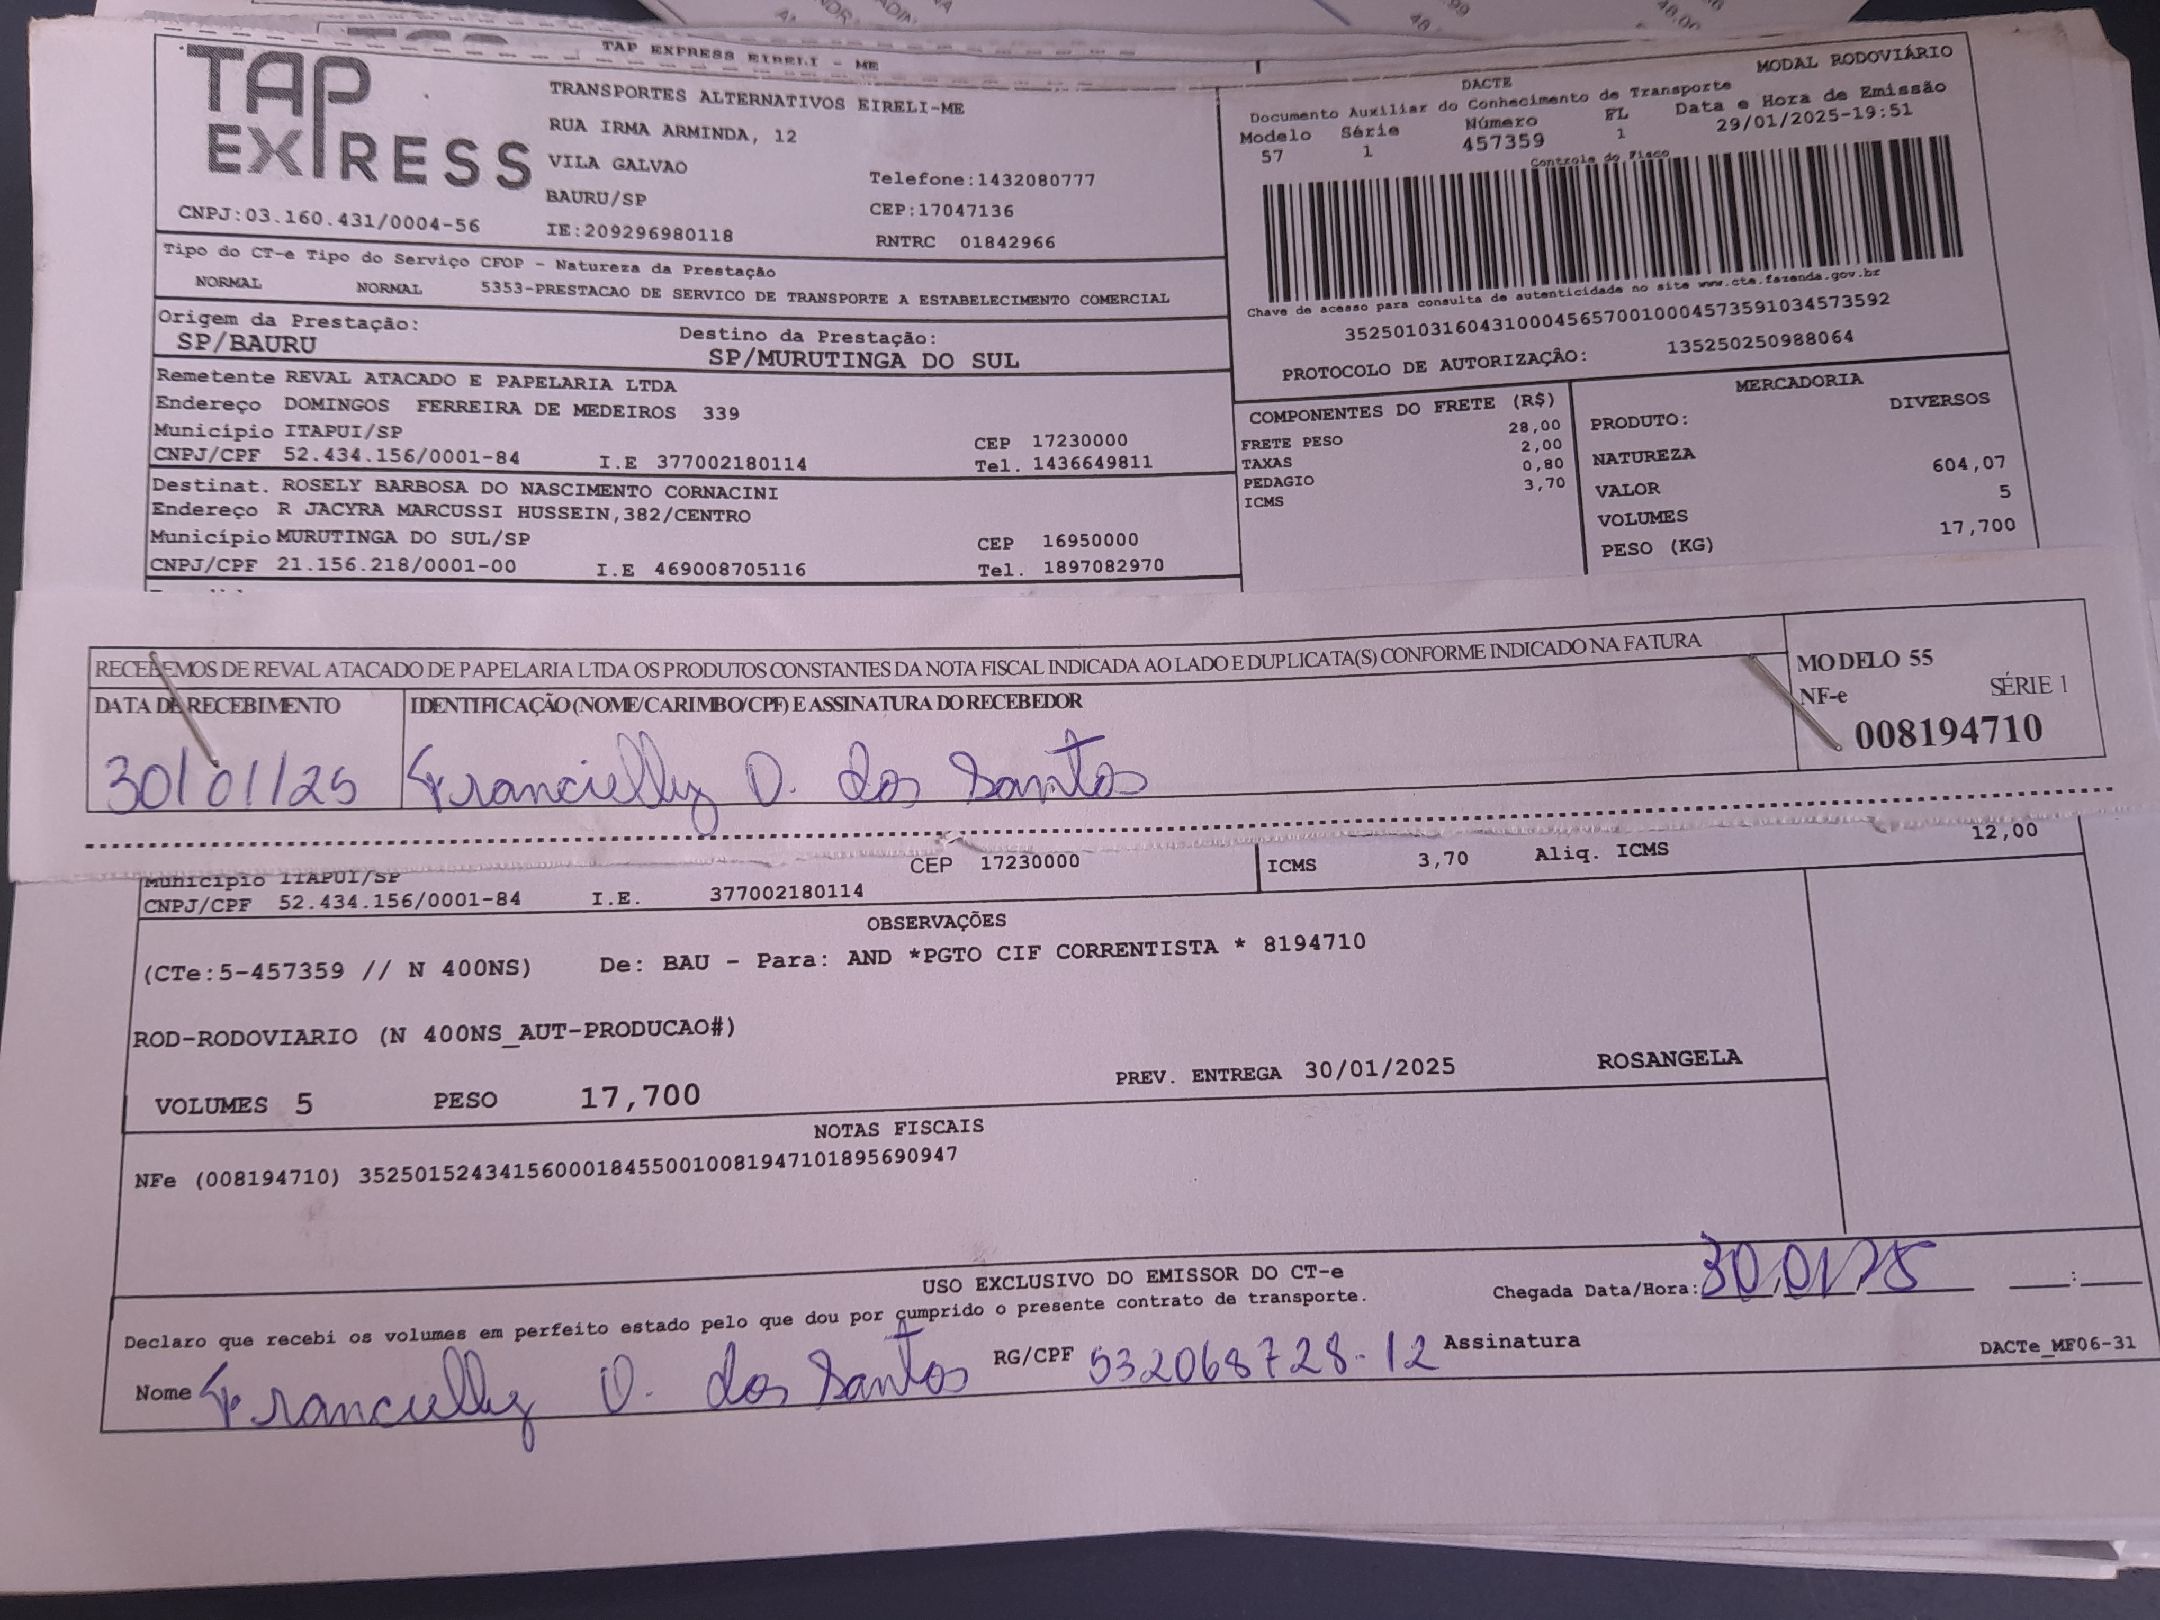 TAP EXPRESS EIRELI - ME
TAP
EXPRESS
TRANSPORTES ALTERNATIVOS EIRELI-ME
RUA IRMA ARMINDA, 12
VILA GALVAO
Telefone:1432080777
BAURU/SP
CEP:17047136
CNPJ:03.160.431/0004-56
IE:209296980118
RNTRC 01842966
MODAL RODOVIÁRIO
DACTE
Documento Auxiliar do Conhecimento de Transporte
Modelo Série Número FL Data e Hora de Emissão
57 1 457359 1 29/01/2025-19:51
Controle do Fisco
Chave de acesso para consulta de autenticidade no site www.cte.fazenda.gov.br
35250103160431000456570010004573591034573592
PROTOCOLO DE AUTORIZAÇÃO: 135250250988064
Tipo do CT-e Tipo do Serviço CFOP - Natureza da Prestação
NORMAL NORMAL 5353-PRESTACAO DE SERVICO DE TRANSPORTE A ESTABELECIMENTO COMERCIAL
Origem da Prestação: Destino da Prestação:
SP/BAURU SP/MURUTINGA DO SUL
Remetente REVAL ATACADO E PAPELARIA LTDA
Endereço DOMINGOS FERREIRA DE MEDEIROS 339
Município ITAPUI/SP CEP 17230000
CNPJ/CPF 52.434.156/0001-84 I.E 377002180114 Tel. 1436649811
Destinat. ROSELY BARBOSA DO NASCIMENTO CORNACINI
Endereço R JACYRA MARCUSSI HUSSEIN,382/CENTRO
Município MURUTINGA DO SUL/SP CEP 16950000
CNPJ/CPF 21.156.218/0001-00 I.E 469008705116 Tel. 1897082970
COMPONENTES DO FRETE (R$)
FRETE PESO 28,00
TAXAS 2,00
PEDAGIO 0,80
ICMS 3,70
MERCADORIA
PRODUTO: DIVERSOS
NATUREZA
VALOR 604,07
VOLUMES 5
PESO (KG) 17,700
RECEBEMOS DE REVAL ATACADO DE PAPELARIA LTDA OS PRODUTOS CONSTANTES DA NOTA FISCAL INDICADA AO LADO E DUPLICATA(S) CONFORME INDICADO NA FATURA
DATA DE RECEBIMENTO IDENTIFICAÇÃO (NOME/CARIMBO/CPF) E ASSINATURA DO RECEBEDOR
30/01/25 Francielly O. dos Santos
MODELO 55
NF-e SÉRIE 1
008194710
Município ITAPUI/SP CEP 17230000
ICMS 3,70 Aliq. ICMS 12,00
CNPJ/CPF 52.434.156/0001-84 I.E. 377002180114
OBSERVAÇÕES
(CTe:5-457359 // N 400NS) De: BAU - Para: AND *PGTO CIF CORRENTISTA * 8194710
ROD-RODOVIARIO (N 400NS_AUT-PRODUCAO#)
VOLUMES 5 PESO 17,700 PREV. ENTREGA 30/01/2025 ROSANGELA
NOTAS FISCAIS
NFe (008194710) 35250152434156000184550010081947101895690947
USO EXCLUSIVO DO EMISSOR DO CT-e
Declaro que recebi os volumes em perfeito estado pelo que dou por cumprido o presente contrato de transporte.
Chegada Data/Hora: 30/01/25 :
Nome Francielly O. dos Santos RG/CPF 532068728-12 Assinatura
DACTe_MF06-31